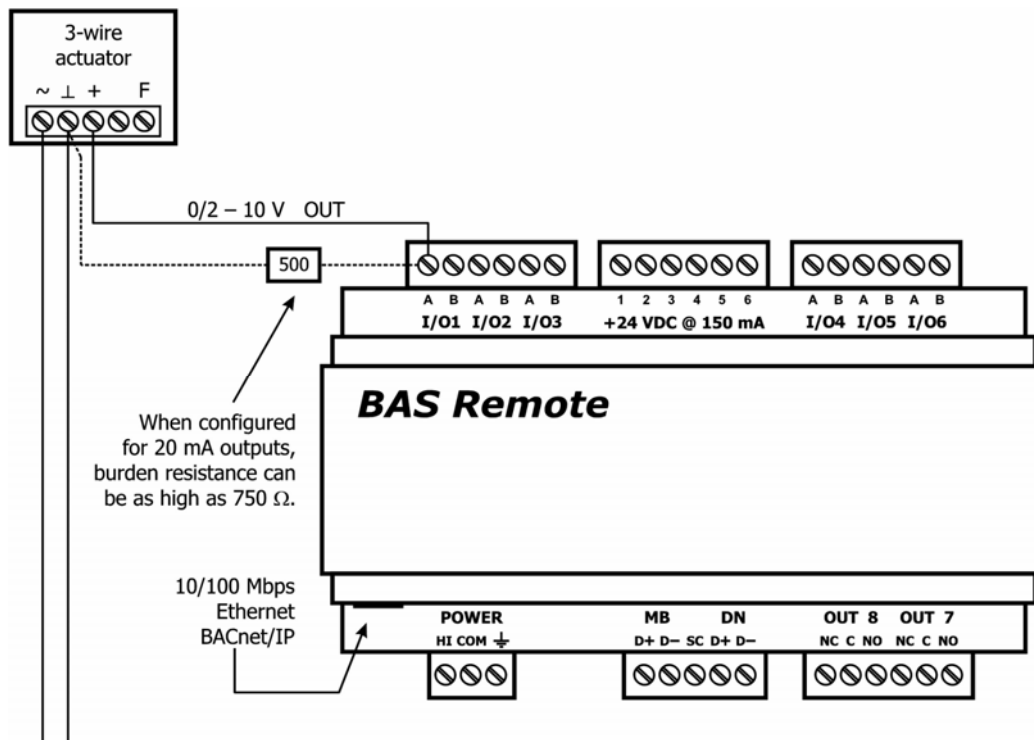 3-wire
actuator
~ ⊥ + F
0/2 – 10 V OUT
500
A B A B A B
I/O1 I/O2 I/O3
1 2 3 4 5 6
+24 VDC @ 150 mA
A B A B A B
I/O4 I/O5 I/O6
BAS Remote
When configured
for 20 mA outputs,
burden resistance can
be as high as 750 Ω.
10/100 Mbps
Ethernet
BACnet/IP
POWER
HI COM ⏚
MB DN
D+ D− SC D+ D−
OUT 8 OUT 7
NC C NO NC C NO